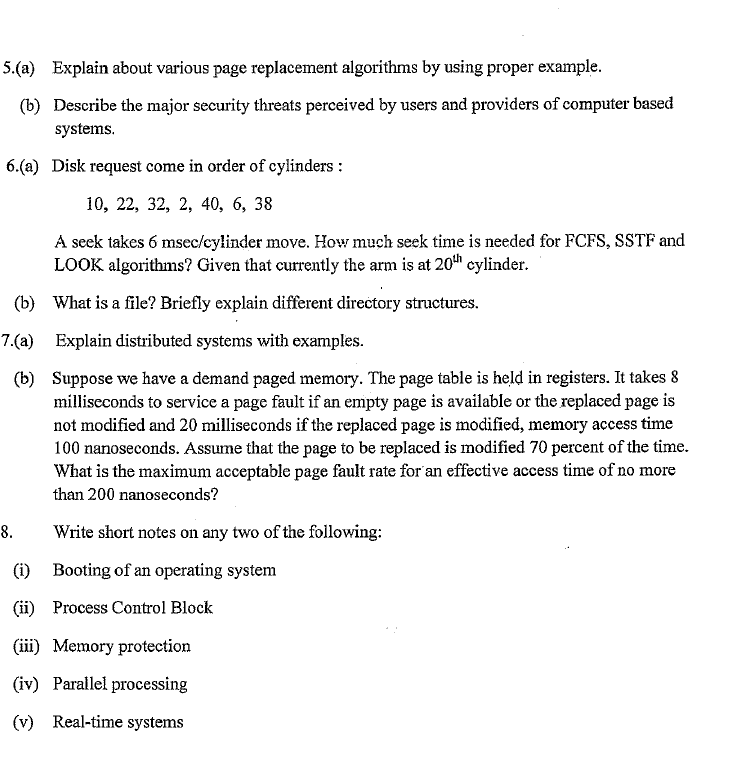 5.(a) Explain about various page replacement algorithms by using proper example.
(b) Describe the major security threats perceived by users and providers of computer based
systems.
6.(a) Disk request come in order of cylinders :
10, 22, 32, 2, 40, 6, 38
A seek takes 6 msec/cylinder move. How much seek time is needed for FCFS, SSTF and
LOOK algorithms? Given that currently the arm is at 20th cylinder.
(b) What is a file? Briefly explain different directory structures.
7.(a) Explain distributed systems with examples.
(b) Suppose we have a demand paged memory. The page table is held in registers. It takes 8
milliseconds to service a page fault if an empty page is available or the replaced page is
not modified and 20 milliseconds if the replaced page is modified, memory access time
100 nanoseconds. Assume that the page to be replaced is modified 70 percent of the time.
What is the maximum acceptable page fault rate for an effective access time of no more
than 200 nanoseconds?
8. Write short notes on any two of the following:
(i) Booting of an operating system
(ii) Process Control Block
(iii) Memory protection
(iv) Parallel processing
(v) Real-time systems